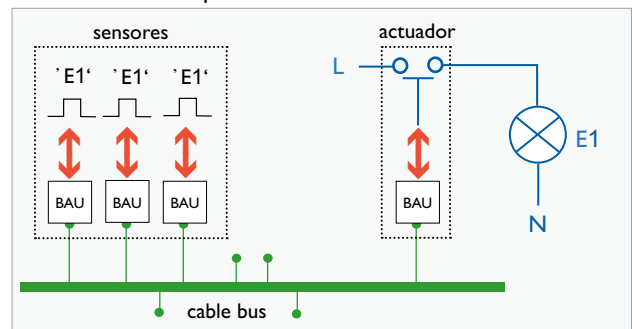 sensores
actuador
'E1' 'E1' 'E1'
L
E1
BAU BAU BAU
BAU
N
cable bus